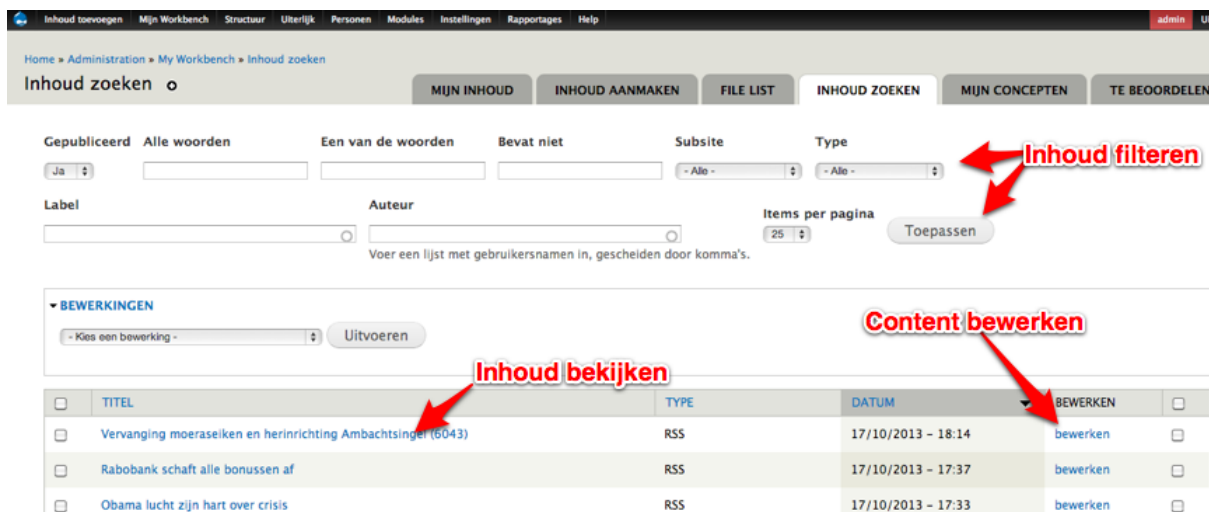 Inhoud toevoegen Mijn Workbench Structuur Uiterlijk Personen Modules Instellingen Rapportages Help admin
Home » Administration » My Workbench » Inhoud zoeken
Inhoud zoeken MIJN INHOUD INHOUD AANMAKEN FILE LIST INHOUD ZOEKEN MIJN CONCEPTEN TE BEOORDELEN
Gepubliceerd Alle woorden Een van de woorden Bevat niet Subsite Type
Ja - Alle - - Alle - Inhoud filteren
Label Auteur Items per pagina
25 Toepassen
Voer een lijst met gebruikersnamen in, gescheiden door komma's.
BEWERKINGEN
- Kies een bewerking - Uitvoeren Content bewerken
Inhoud bekijken
TITEL TYPE DATUM BEWERKEN
Vervanging moeraseiken en herinrichting Ambachtsingel (6043) RSS 17/10/2013 – 18:14 bewerken
Rabobank schaft alle bonussen af RSS 17/10/2013 – 17:37 bewerken
Obama lucht zijn hart over crisis RSS 17/10/2013 – 17:33 bewerken